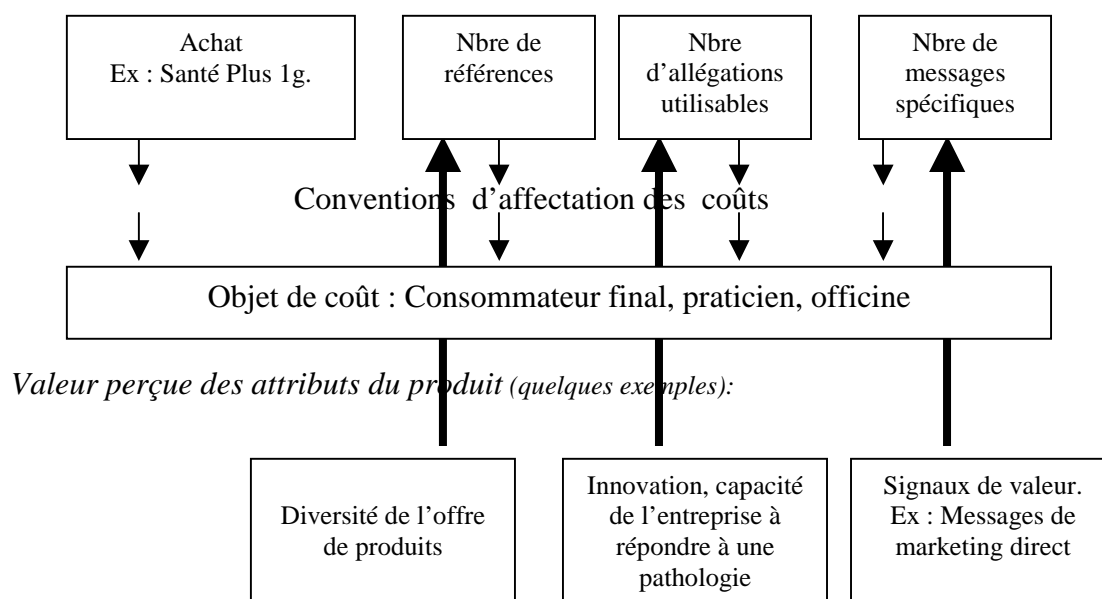 Achat
Ex : Santé Plus 1g.
Nbre de
références
Nbre
d’allégations
utilisables
Nbre de
messages
spécifiques
Conventions d’affectation des coûts
Objet de coût : Consommateur final, praticien, officine
Valeur perçue des attributs du produit (quelques exemples):
Diversité de l’offre
de produits
Innovation, capacité
de l’entreprise à
répondre à une
pathologie
Signaux de valeur.
Ex : Messages de
marketing direct